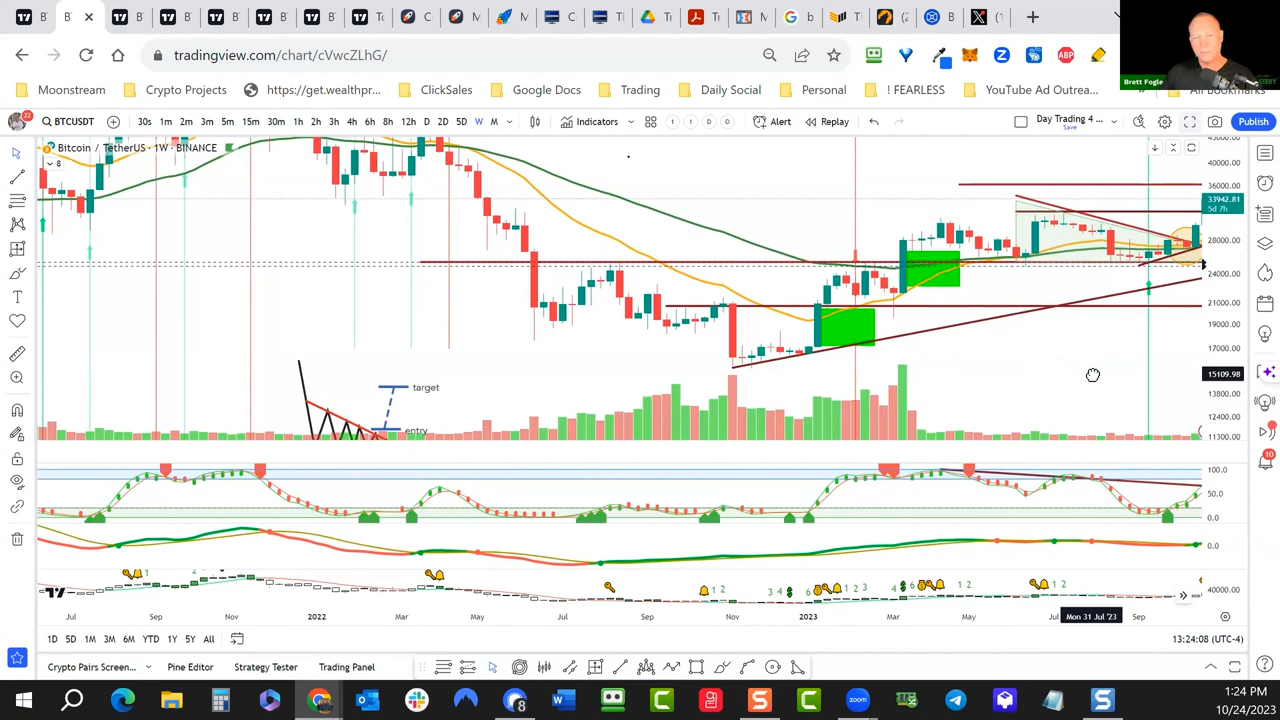 tradingview.com/chart/cVwcZLhG/
Brett Fogle
Moonstream Crypto Projects https://get.wealthpr... ClickSales Google Docs Trading Daily Social Personal ! FEARLESS YouTube Ad Outrea... All Bookmarks
22 BTCUSDT 30s 1m 2m 3m 5m 15m 30m 1h 2h 3h 4h 6h 8h 12h D 2D 5D W M Indicators Alert Replay Day Trading 4 ... Save Publish
Bitcoin / TetherUS · 1W · BINANCE
8
45000.00
40000.00
36000.00
33942.81
5d 7h
28000.00
24000.00
21000.00
19000.00
17000.00
15109.98
13800.00
12400.00
11300.00
target
entry
100.0
50.0
0.0
0.0
40000.00
Jul Sep Nov 2022 Mar May Jul Sep Nov 2023 Mar May Jul Mon 31 Jul '23 Sep
1D 5D 1M 3M 6M YTD 1Y 5Y All 13:24:08 (UTC-4)
Crypto Pairs Screen... Pine Editor Strategy Tester Trading Panel
1:24 PM
10/24/2023